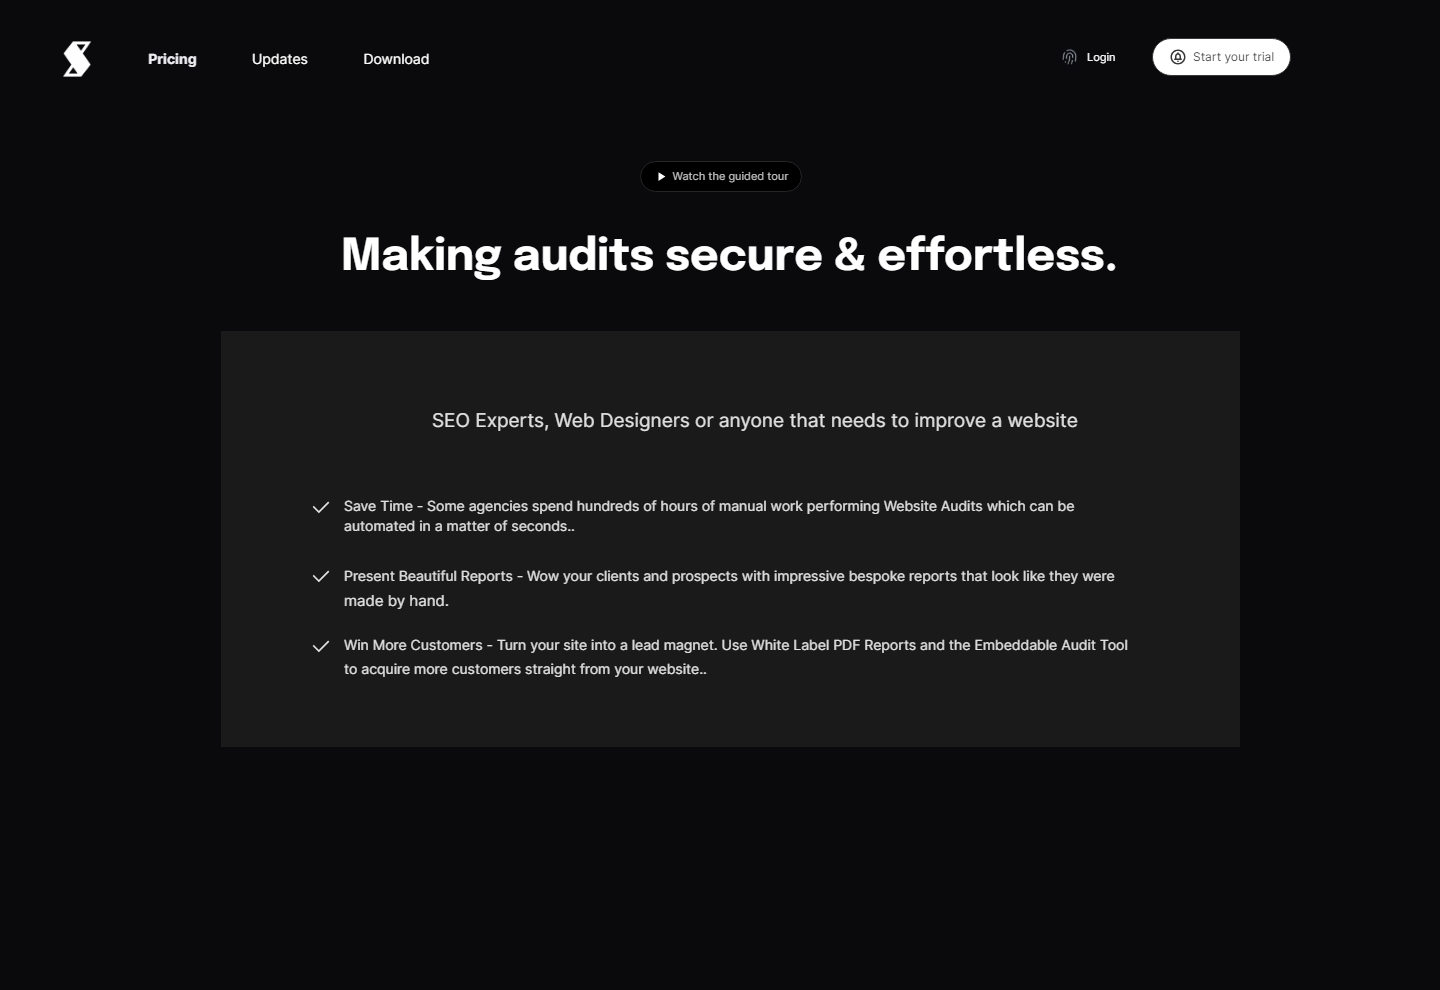 Pricing
Updates
Download
Login
Start your trial
Watch the guided tour
Making audits secure & effortless.
SEO Experts, Web Designers or anyone that needs to improve a website
Save Time - Some agencies spend hundreds of hours of manual work performing Website Audits which can be
automated in a matter of seconds..
Present Beautiful Reports - Wow your clients and prospects with impressive bespoke reports that look like they were
made by hand.
Win More Customers - Turn your site into a lead magnet. Use White Label PDF Reports and the Embeddable Audit Tool
to acquire more customers straight from your website..